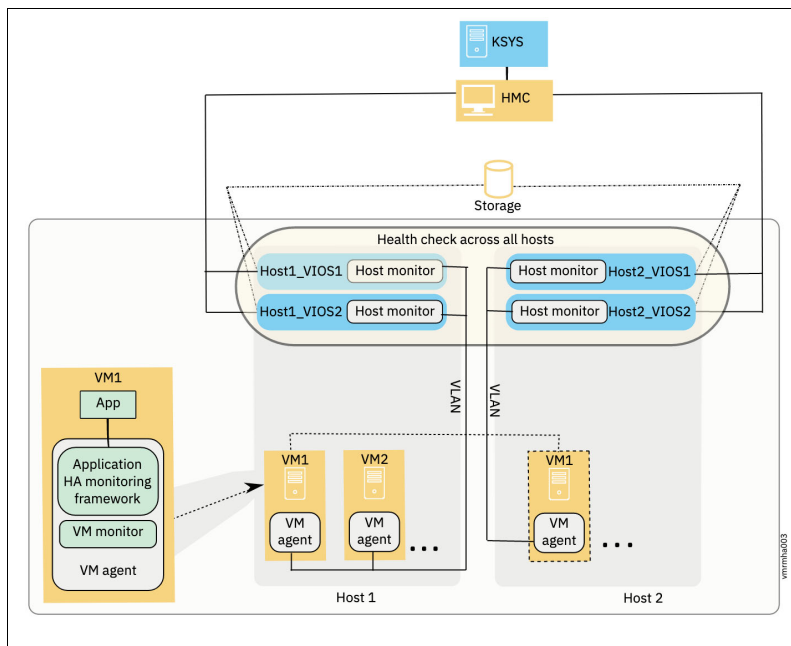 KSYS
HMC
Storage
Health check across all hosts
Host1_VIOS1
Host monitor
Host monitor
Host2_VIOS1
Host1_VIOS2
Host monitor
Host monitor
Host2_VIOS2
VLAN
VLAN
VM1
App
Application
HA monitoring
framework
VM monitor
VM agent
VM1
VM
agent
VM2
VM
agent
...
VM1
VM
agent
...
Host 1
Host 2
vmrmha003